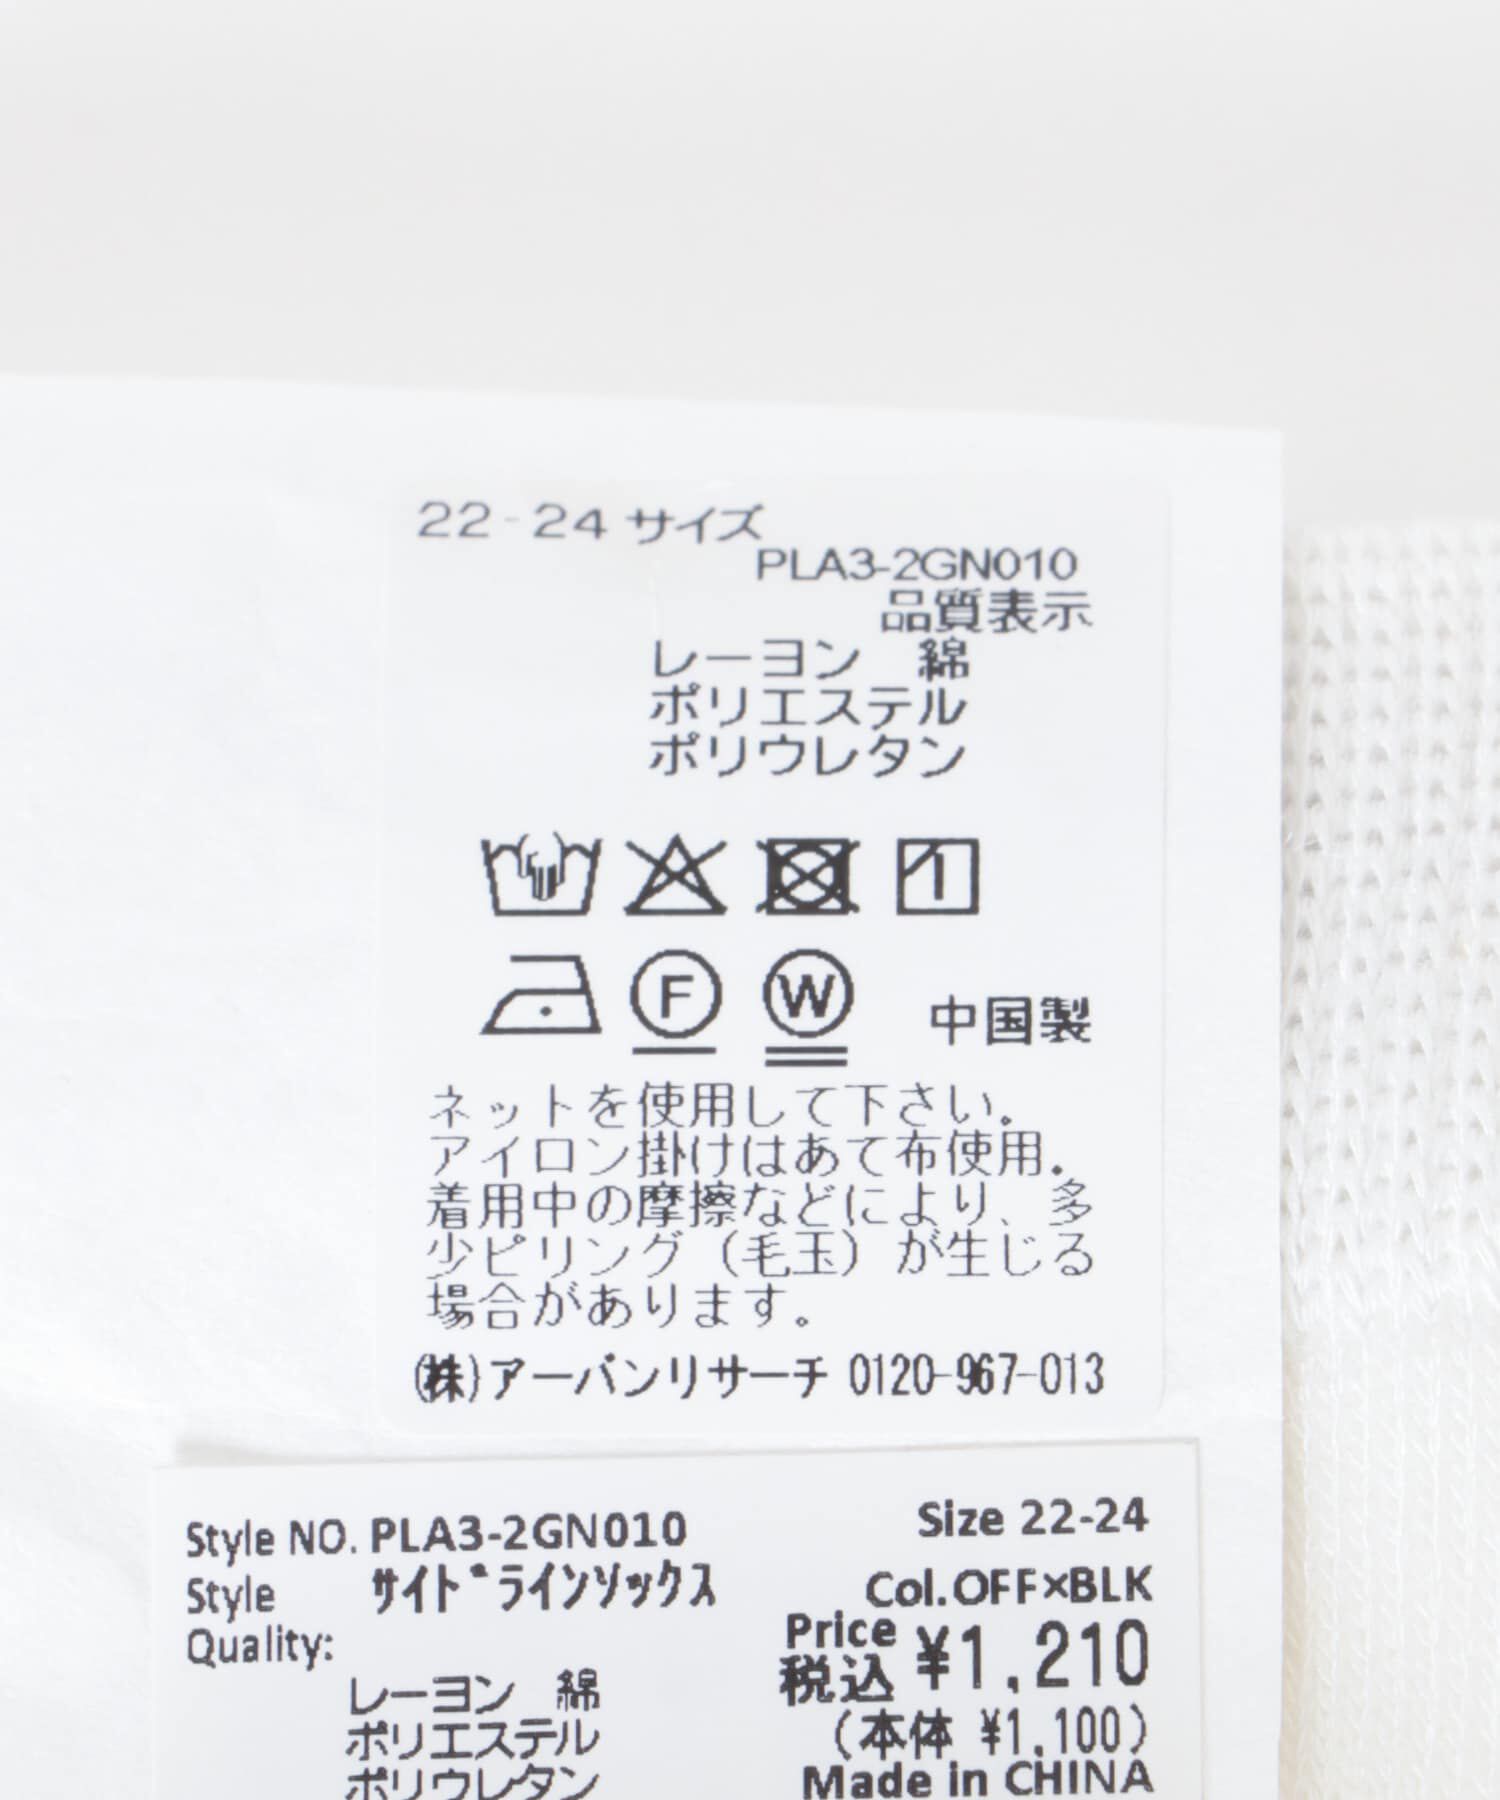 22-24 サイズ
PLA3-2GN010
品質表示
レーヨン 綿
ポリエステル
ポリウレタン
F
W
中国製
ネットを使用して下さい。
アイロン掛けはあて布使用．
着用中の摩擦などにより、多
少ピリング（毛玉）が生じる
場合があります。
(株)アーバンリサーチ 0120-967-013
Style NO. PLA3-2GN010
Size 22-24
Style サイドラインソックス
Col.OFF×BLK
Quality:
Price
税込 ¥1,210
レーヨン 綿
(本体 ¥1,100)
ポリエステル
Made in CHINA
ポリウレタン